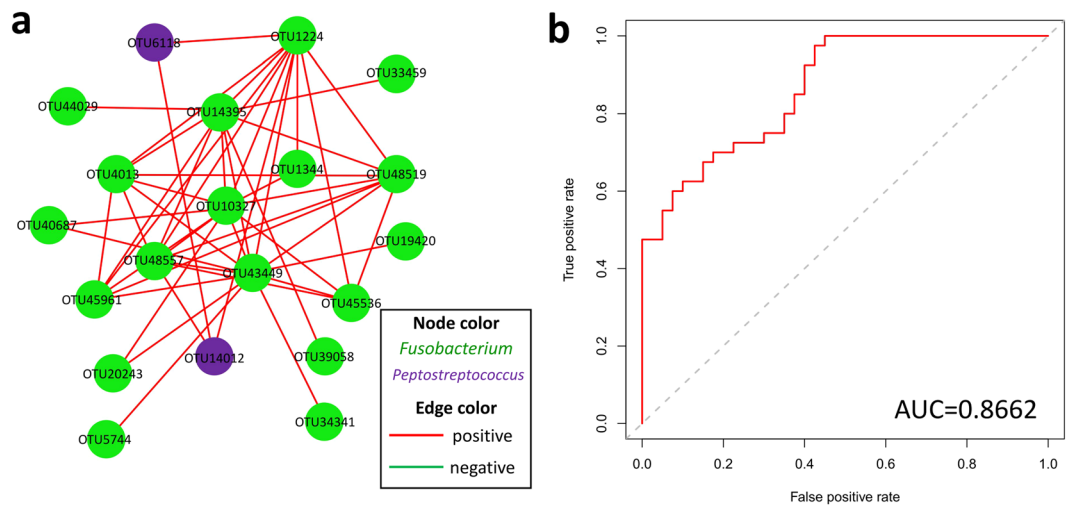 a
OTU6118
OTU1224
OTU33459
OTU44029
OTU14395
OTU4013
OTU1344
OTU48519
OTU10327
OTU40687
OTU19420
OTU48557
OTU43449
OTU45961
OTU45536
OTU14012
OTU39058
OTU20243
OTU34341
OTU5744
Node color
Fusobacterium
Peptostreptococcus
Edge color
positive
negative
b
True positive rate
1.0
0.8
0.6
0.4
0.2
0.0
AUC=0.8662
0.0 0.2 0.4 0.6 0.8 1.0
False positive rate